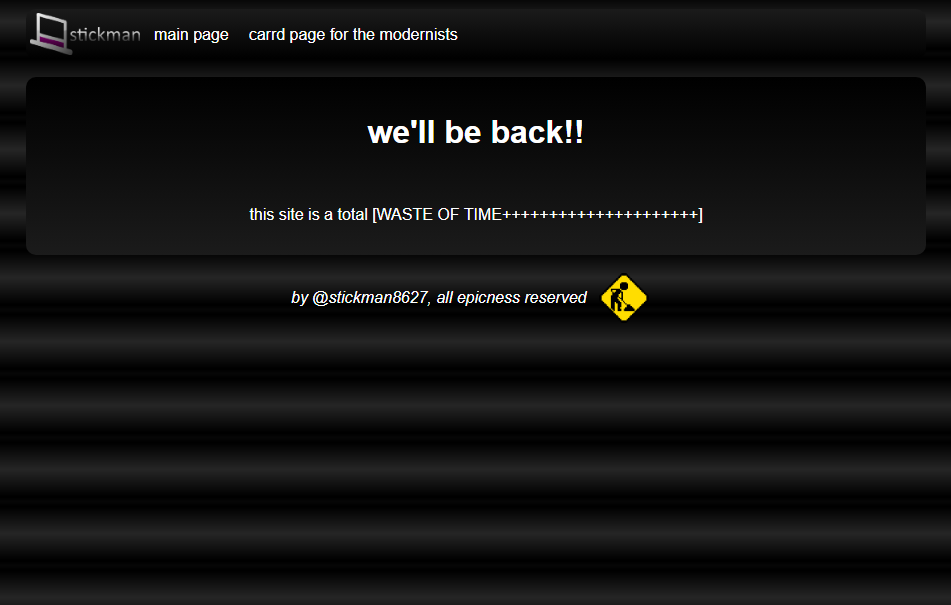 stickman main page carrd page for the modernists
we'll be back!!
this site is a total [WASTE OF TIME+++++++++++++++++++++]
by @stickman8627, all epicness reserved